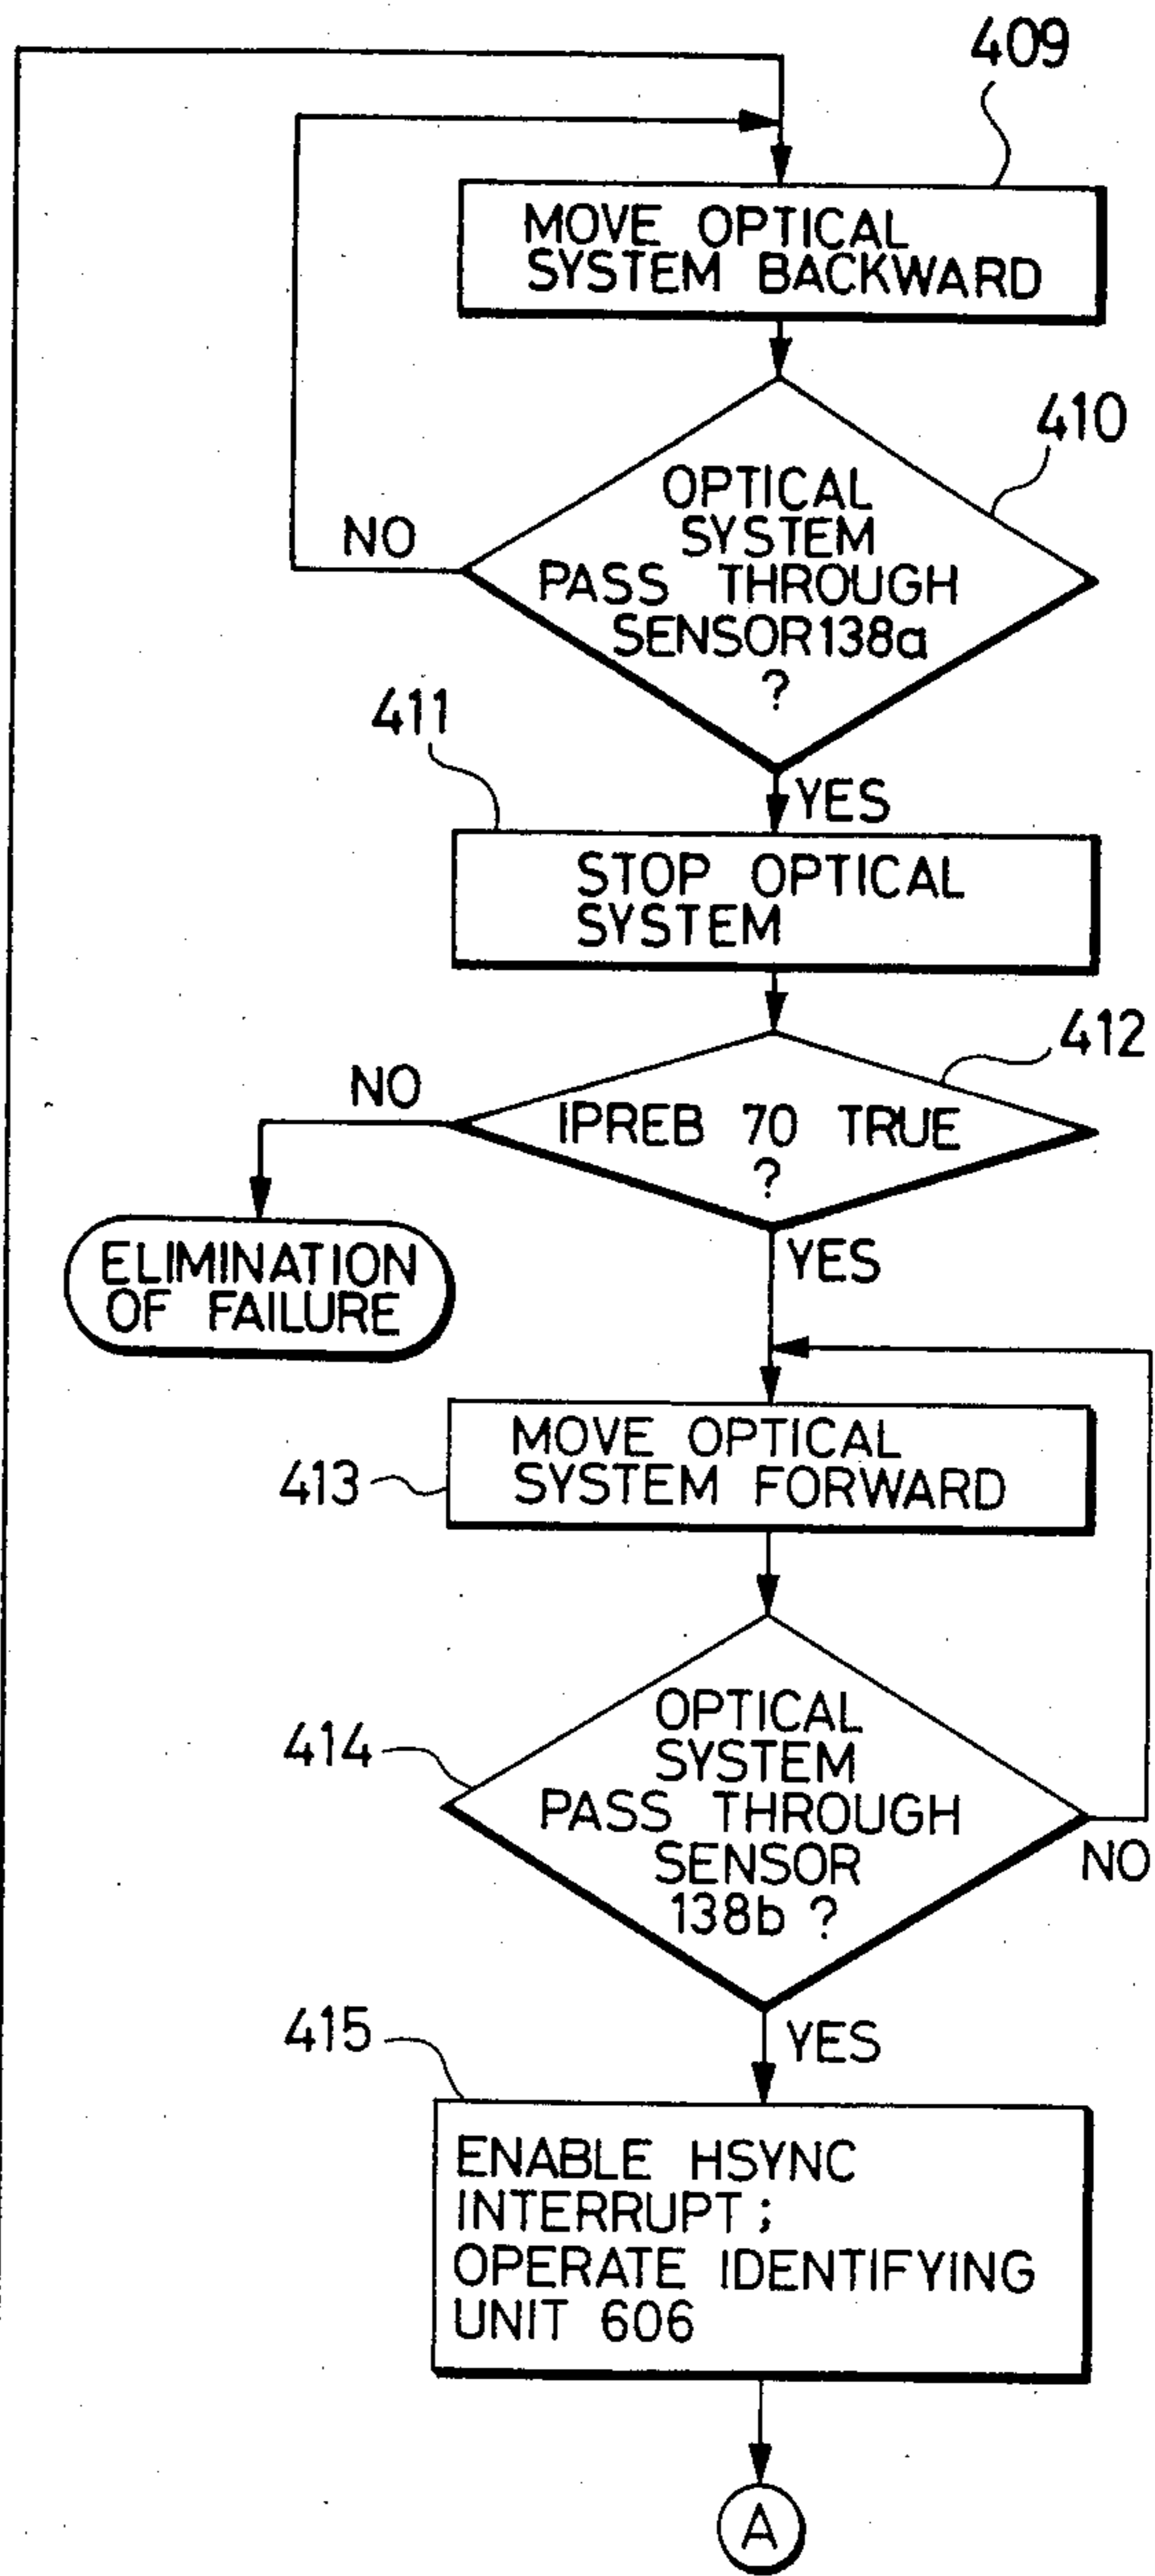 409
MOVE OPTICAL
SYSTEM BACKWARD
410
OPTICAL
SYSTEM
PASS THROUGH
SENSOR 138a
?
NO
YES
411
STOP OPTICAL
SYSTEM
412
IPREB 70 TRUE
?
NO
ELIMINATION
OF FAILURE
YES
413
MOVE OPTICAL
SYSTEM FORWARD
414
OPTICAL
SYSTEM
PASS THROUGH
SENSOR
138b ?
NO
YES
415
ENABLE HSYNC
INTERRUPT ;
OPERATE IDENTIFYING
UNIT 606
A